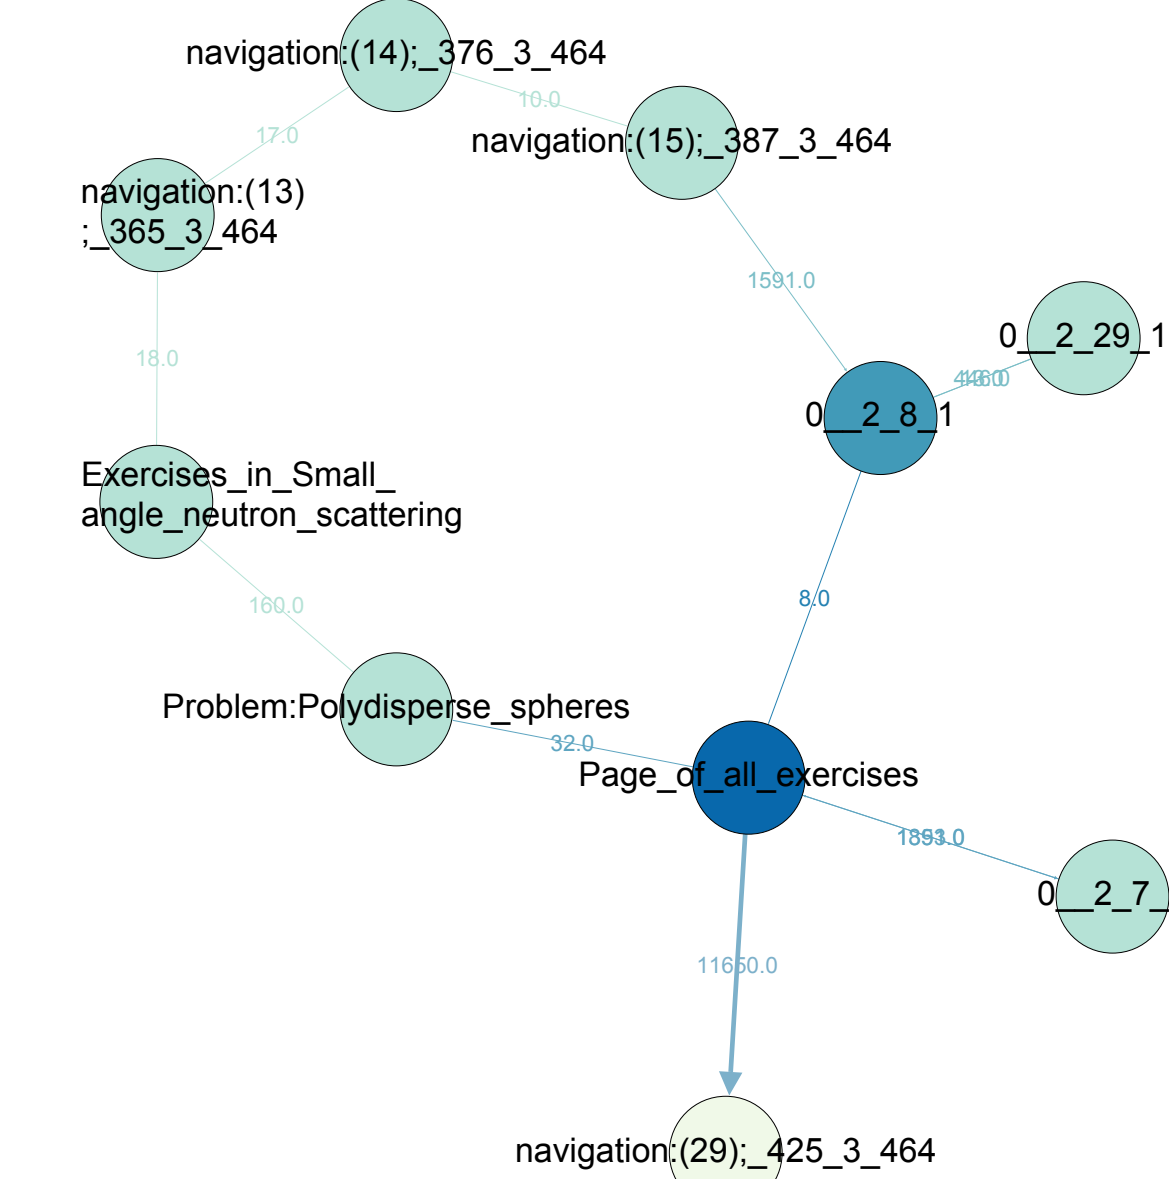 navigation:(14);_376_3_464
10.0
17.0
navigation:(15);_387_3_464
navigation:(13)
;_365_3_464
1591.0
0__2_29_1
18.0
0__2_8_1
Exercises_in_Small_
angle_neutron_scattering
8.0
160.0
Problem:Polydisperse_spheres
32.0
Page_of_all_exercises
0__2_7_
11650.0
navigation:(29);_425_3_464